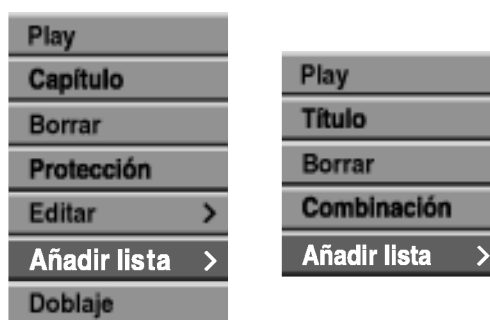 Play
Capítulo
Borrar
Protección
Editar >
Añadir lista >
Doblaje
Play
Título
Borrar
Combinación
Añadir lista >